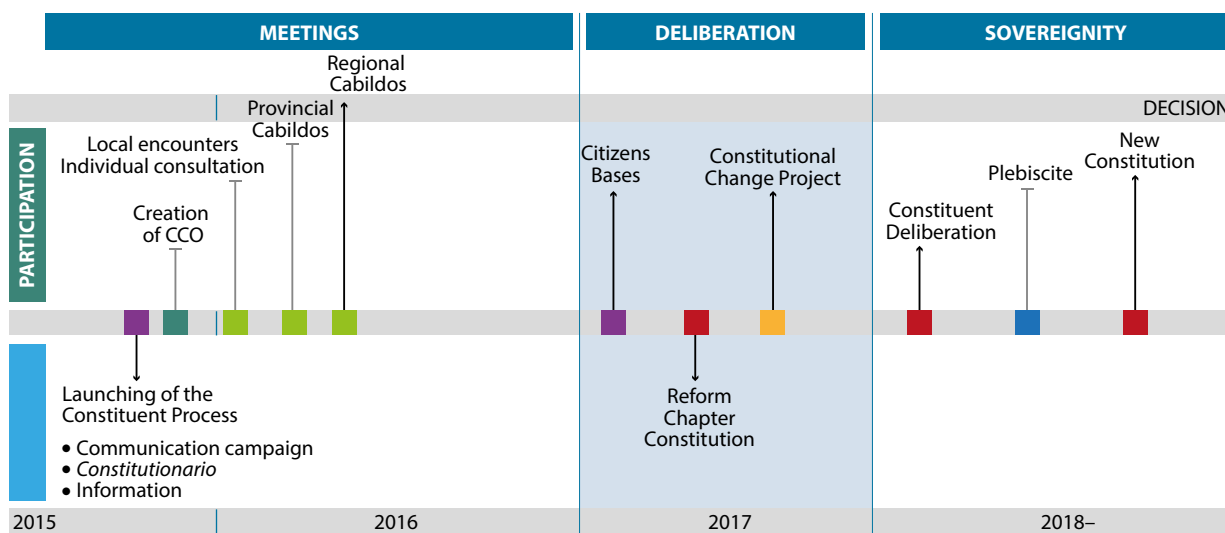 MEETINGS
DELIBERATION
SOVEREIGNITY
Regional
Cabildos
DECISION
Provincial
Cabildos
PARTICIPATION
Local encounters
Individual consultation
Creation
of CCO
Citizens
Bases
Constitutional
Change Project
Constituent
Deliberation
Plebiscite
New
Constitution
Launching of the
Constituent Process
• Communication campaign
• Constitutionario
• Information
Reform
Chapter
Constitution
2015
2016
2017
2018–